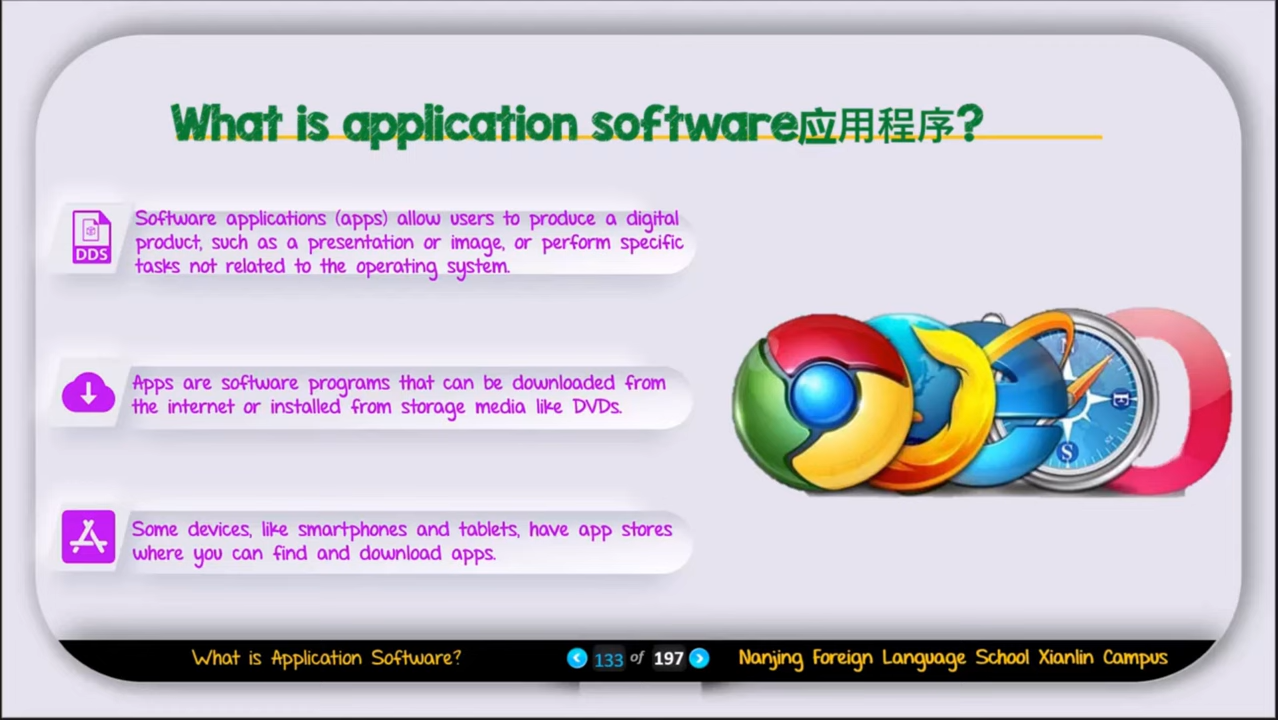 What is application software应用程序?
DDS
Software applications (apps) allow users to produce a digital
product, such as a presentation or image, or perform specific
tasks not related to the operating system.
Apps are software programs that can be downloaded from
the internet or installed from storage media like DVDs.
Some devices, like smartphones and tablets, have app stores
where you can find and download apps.
N
E
S
What is Application Software?
133 of 197
Nanjing Foreign Language School Xianlin Campus